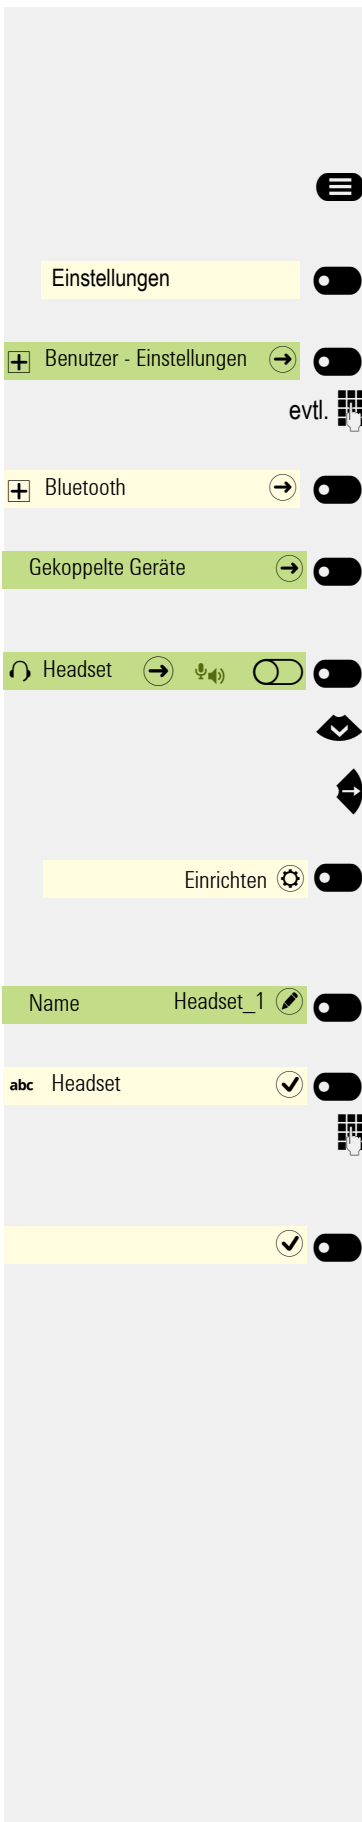 Einstellungen
Benutzer - Einstellungen
evtl.
Bluetooth
Gekoppelte Geräte
Headset
Einrichten
Name Headset_1
abc Headset